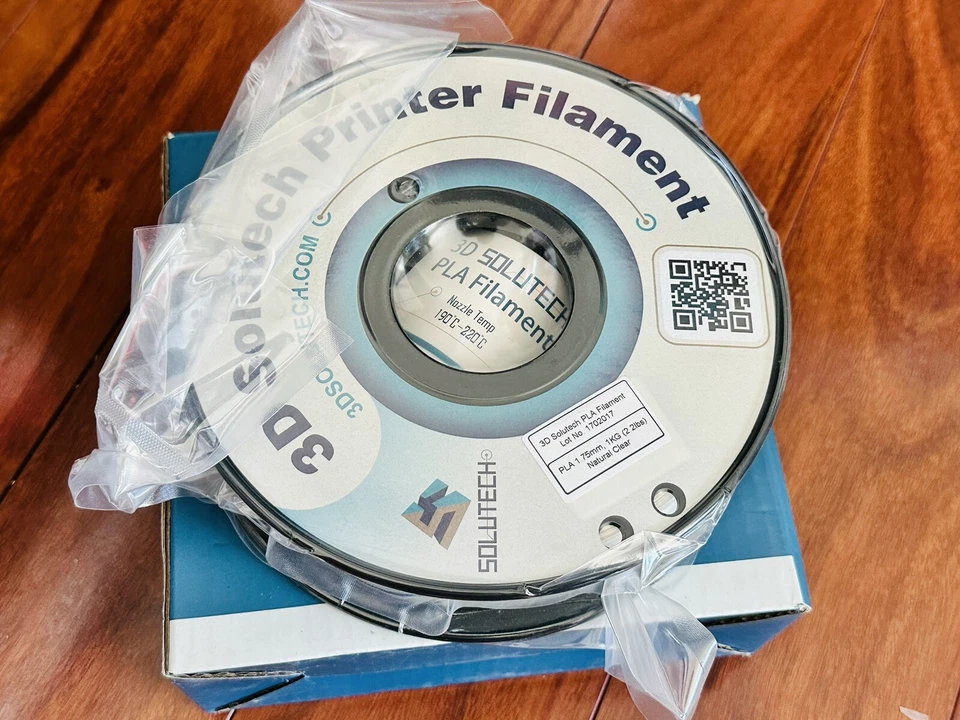 3D Solutech Printer Filament
3DSOLUTECH.COM
3D SOLUTECH
PLA Filament
Nozzle Temp
190℃-220℃
3D Solutech PLA Filament
Lot No 1702017
PLA 1.75mm, 1KG (2.2lbs)
Natural Clear
SOLUTECH